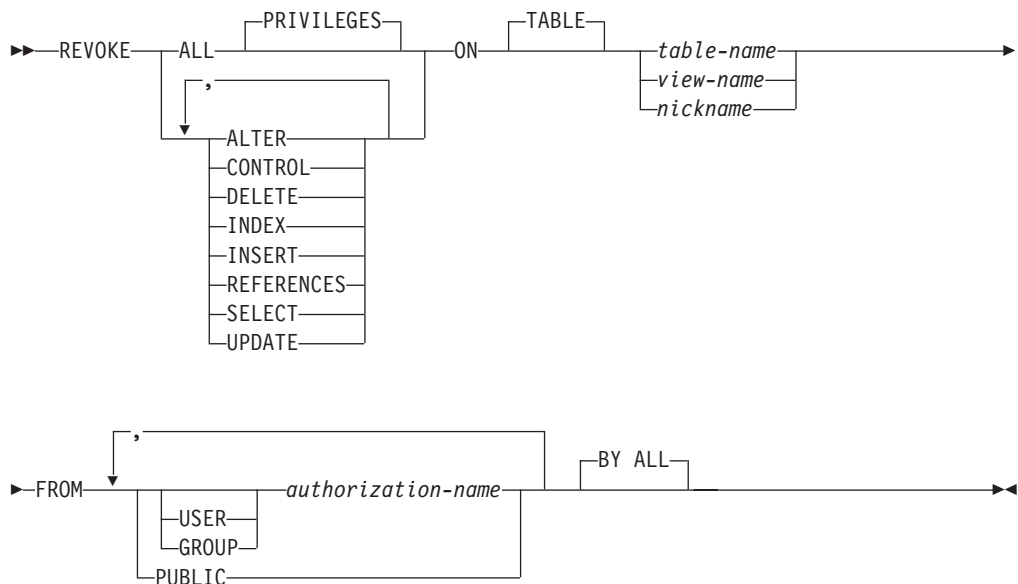 PRIVILEGES TABLE
REVOKE ALL ON table-name
, view-name
nickname
ALTER
CONTROL
DELETE
INDEX
INSERT
REFERENCES
SELECT
UPDATE
,
BY ALL
FROM authorization-name
USER
GROUP
PUBLIC